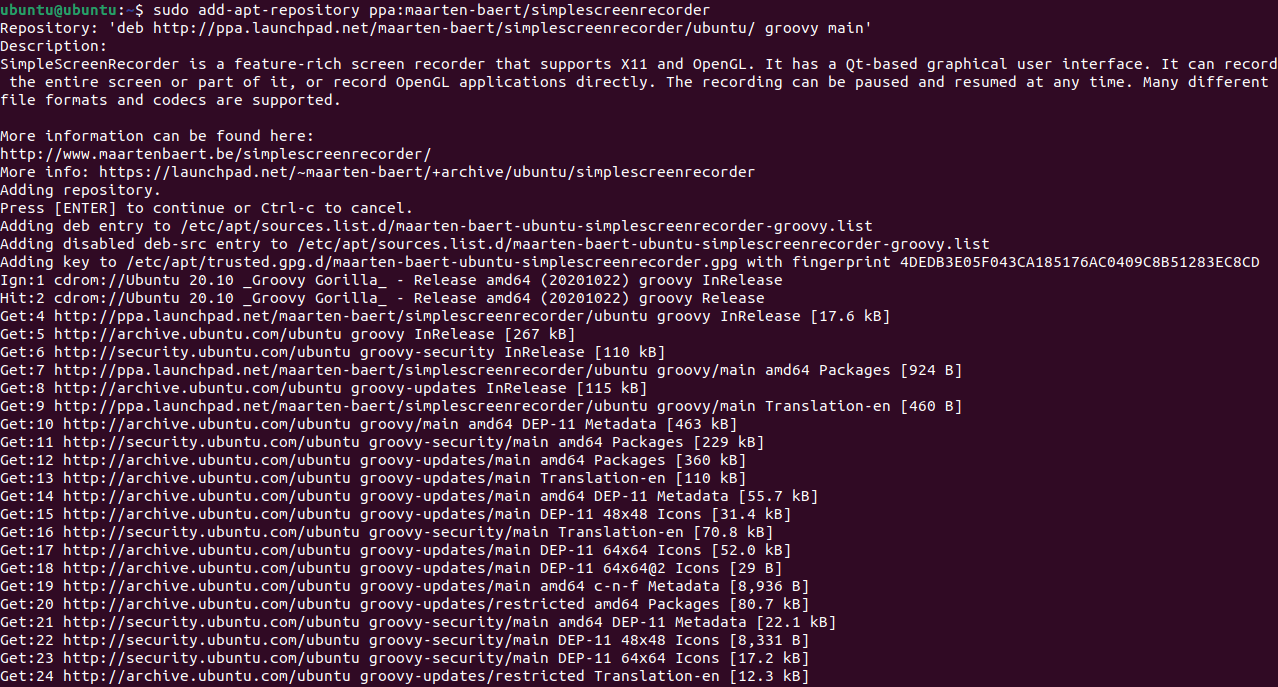 ubuntu@ubuntu:~$ sudo add-apt-repository ppa:maarten-baert/simplescreenrecorder
Repository: 'deb http://ppa.launchpad.net/maarten-baert/simplescreenrecorder/ubuntu/ groovy main'
Description:
SimpleScreenRecorder is a feature-rich screen recorder that supports X11 and OpenGL. It has a Qt-based graphical user interface. It can record
 the entire screen or part of it, or record OpenGL applications directly. The recording can be paused and resumed at any time. Many different
file formats and codecs are supported.

More information can be found here:
http://www.maartenbaert.be/simplescreenrecorder/
More info: https://launchpad.net/~maarten-baert/+archive/ubuntu/simplescreenrecorder
Adding repository.
Press [ENTER] to continue or Ctrl-c to cancel.
Adding deb entry to /etc/apt/sources.list.d/maarten-baert-ubuntu-simplescreenrecorder-groovy.list
Adding disabled deb-src entry to /etc/apt/sources.list.d/maarten-baert-ubuntu-simplescreenrecorder-groovy.list
Adding key to /etc/apt/trusted.gpg.d/maarten-baert-ubuntu-simplescreenrecorder.gpg with fingerprint 4DEDB3E05F043CA185176AC0409C8B51283EC8CD
Ign:1 cdrom://Ubuntu 20.10 _Groovy Gorilla_ - Release amd64 (20201022) groovy InRelease
Hit:2 cdrom://Ubuntu 20.10 _Groovy Gorilla_ - Release amd64 (20201022) groovy Release
Get:4 http://ppa.launchpad.net/maarten-baert/simplescreenrecorder/ubuntu groovy InRelease [17.6 kB]
Get:5 http://archive.ubuntu.com/ubuntu groovy InRelease [267 kB]
Get:6 http://security.ubuntu.com/ubuntu groovy-security InRelease [110 kB]
Get:7 http://ppa.launchpad.net/maarten-baert/simplescreenrecorder/ubuntu groovy/main amd64 Packages [924 B]
Get:8 http://archive.ubuntu.com/ubuntu groovy-updates InRelease [115 kB]
Get:9 http://ppa.launchpad.net/maarten-baert/simplescreenrecorder/ubuntu groovy/main Translation-en [460 B]
Get:10 http://archive.ubuntu.com/ubuntu groovy/main amd64 DEP-11 Metadata [463 kB]
Get:11 http://security.ubuntu.com/ubuntu groovy-security/main amd64 Packages [229 kB]
Get:12 http://archive.ubuntu.com/ubuntu groovy-updates/main amd64 Packages [360 kB]
Get:13 http://archive.ubuntu.com/ubuntu groovy-updates/main Translation-en [110 kB]
Get:14 http://archive.ubuntu.com/ubuntu groovy-updates/main amd64 DEP-11 Metadata [55.7 kB]
Get:15 http://archive.ubuntu.com/ubuntu groovy-updates/main DEP-11 48x48 Icons [31.4 kB]
Get:16 http://security.ubuntu.com/ubuntu groovy-security/main Translation-en [70.8 kB]
Get:17 http://archive.ubuntu.com/ubuntu groovy-updates/main DEP-11 64x64 Icons [52.0 kB]
Get:18 http://archive.ubuntu.com/ubuntu groovy-updates/main DEP-11 64x64@2 Icons [29 B]
Get:19 http://archive.ubuntu.com/ubuntu groovy-updates/main amd64 c-n-f Metadata [8,936 B]
Get:20 http://archive.ubuntu.com/ubuntu groovy-updates/restricted amd64 Packages [80.7 kB]
Get:21 http://security.ubuntu.com/ubuntu groovy-security/main amd64 DEP-11 Metadata [22.1 kB]
Get:22 http://security.ubuntu.com/ubuntu groovy-security/main DEP-11 48x48 Icons [8,331 B]
Get:23 http://security.ubuntu.com/ubuntu groovy-security/main DEP-11 64x64 Icons [17.2 kB]
Get:24 http://archive.ubuntu.com/ubuntu groovy-updates/restricted Translation-en [12.3 kB]